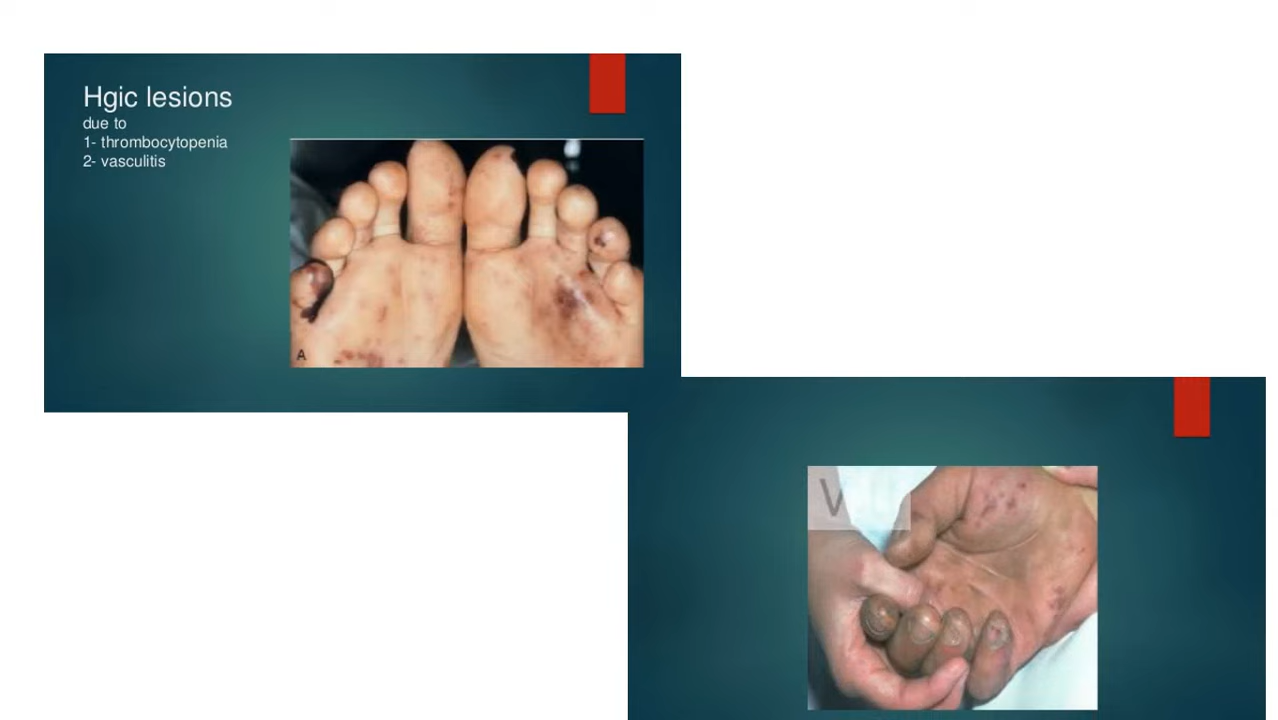 Hgic lesions
due to
1- thrombocytopenia
2- vasculitis
A
V